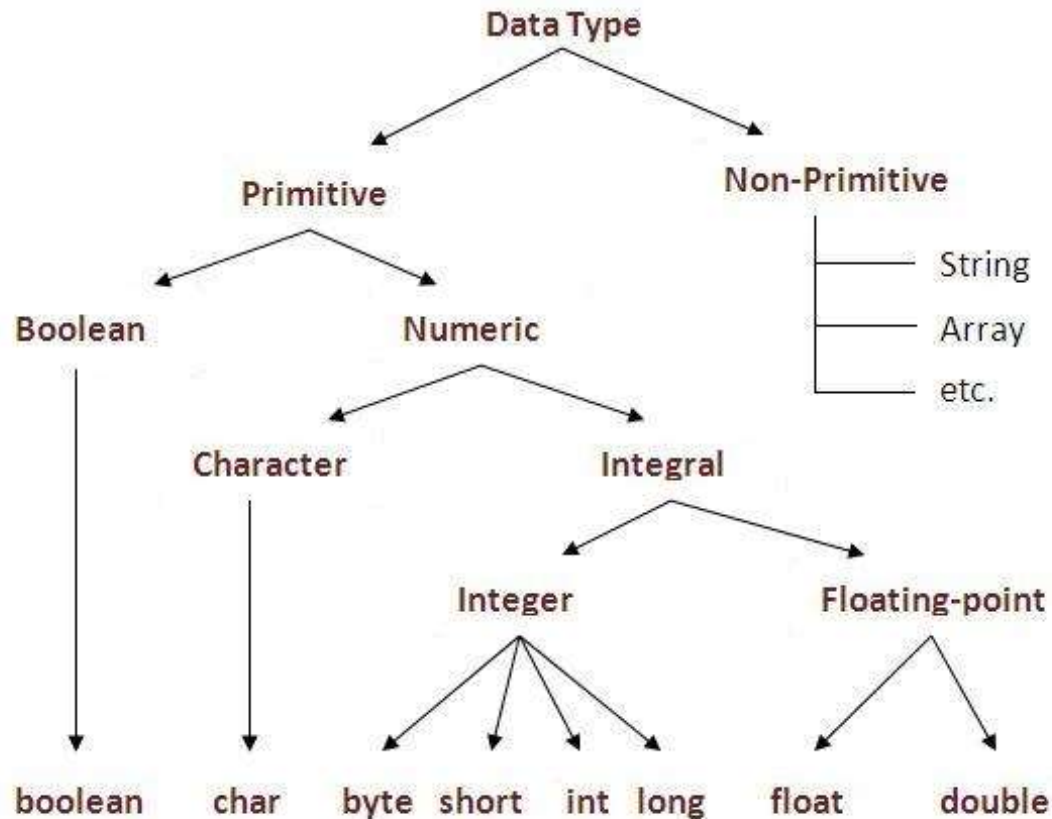 Data Type
Primitive
Non-Primitive
String
Array
etc.
Boolean
Numeric
Character
Integral
Integer
Floating-point
boolean
char
byte
short
int
long
float
double